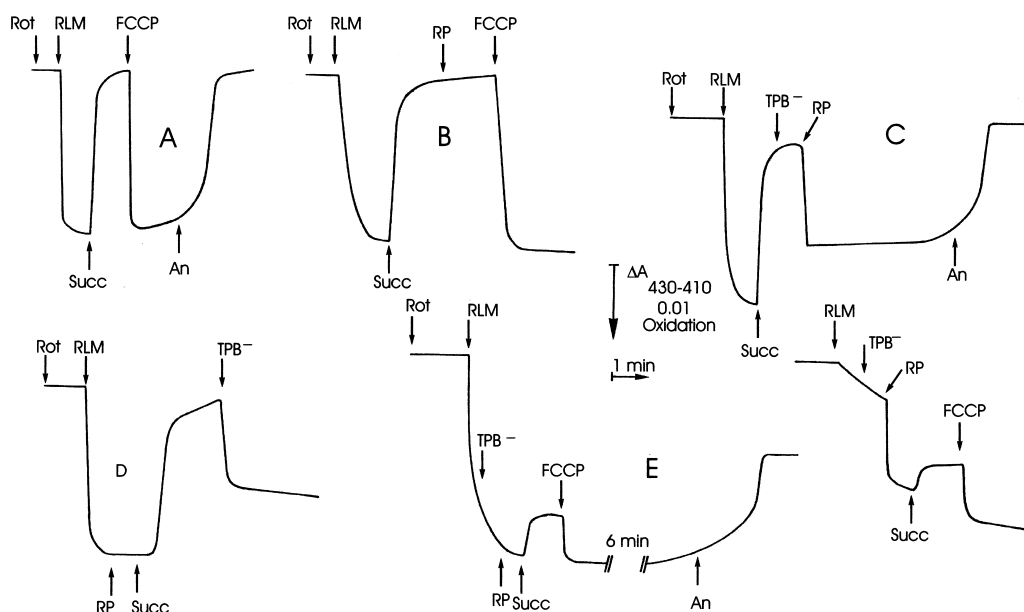 Rot RLM FCCP
A
Succ
An
Rot RLM RP FCCP
B
Succ
Rot RLM
TPB⁻ RP
C
Succ
An
ΔA
430-410
0.01
Oxidation
1 min
Rot RLM TPB⁻
D
RP Succ
Rot RLM
TPB⁻
FCCP
E
6 min
RP Succ
An
RLM
TPB⁻
RP
FCCP
Succ